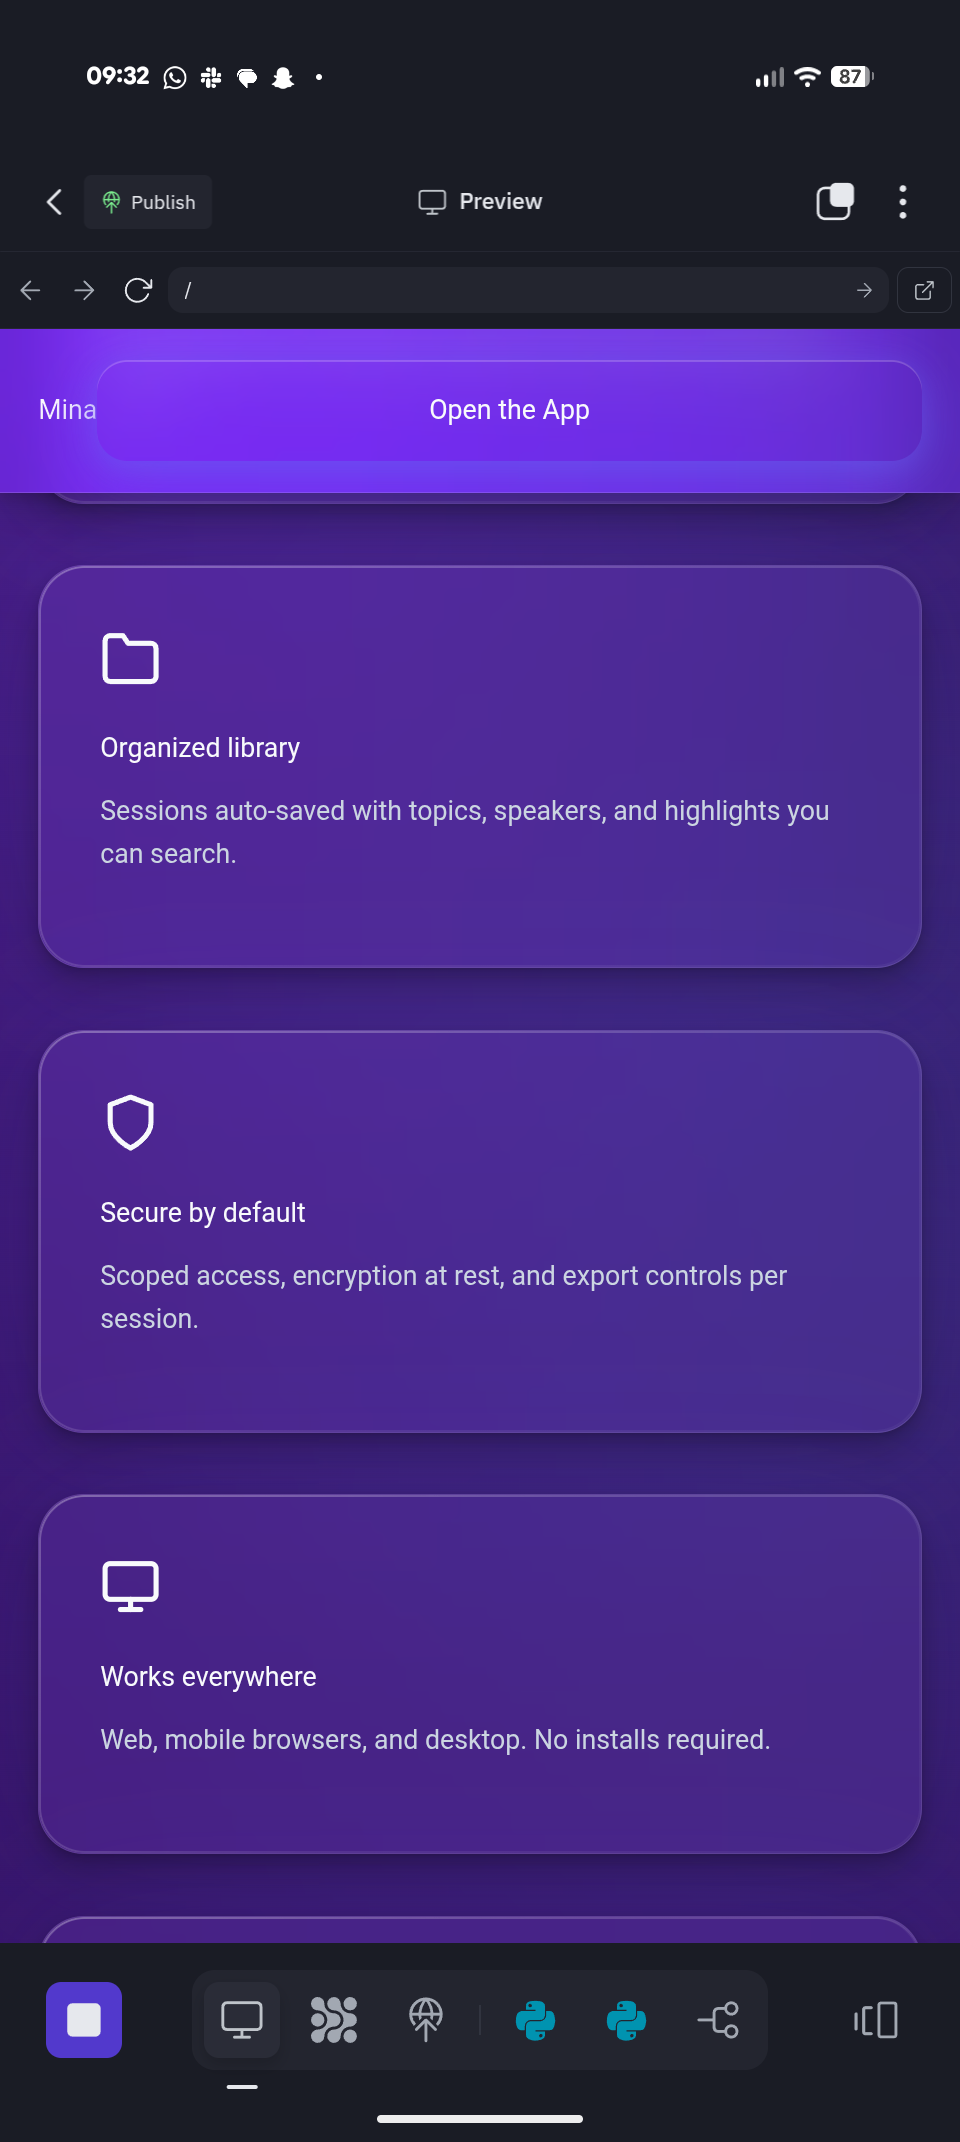 09:32
87
Publish
Preview
/
Mina
Open the App
Organized library
Sessions auto-saved with topics, speakers, and highlights you
can search.
Secure by default
Scoped access, encryption at rest, and export controls per
session.
Works everywhere
Web, mobile browsers, and desktop. No installs required.